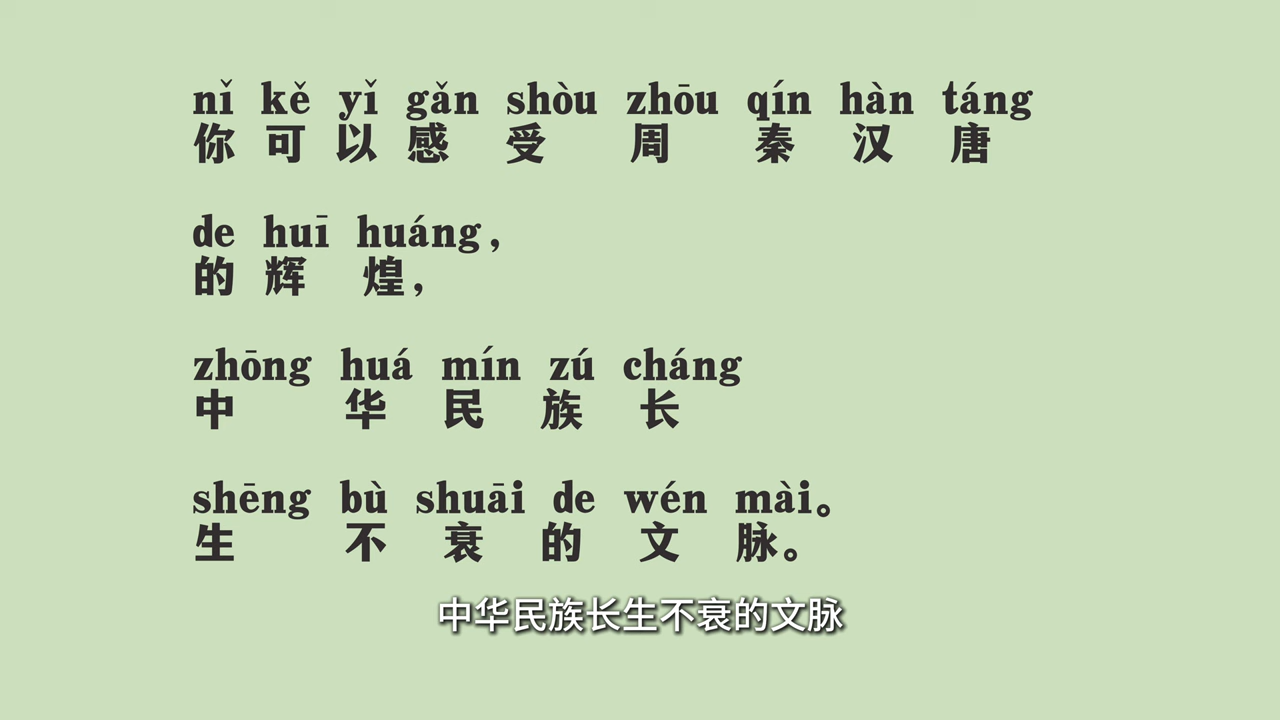 nǐ kě yǐ gǎn shòu zhōu qín hàn táng
你可以感受周秦汉唐
de huī huáng,
的辉煌，
zhōng huá mín zú cháng
中华民族长
shēng bù shuāi de wén mài。
生不衰的文脉。
中华民族长生不衰的文脉